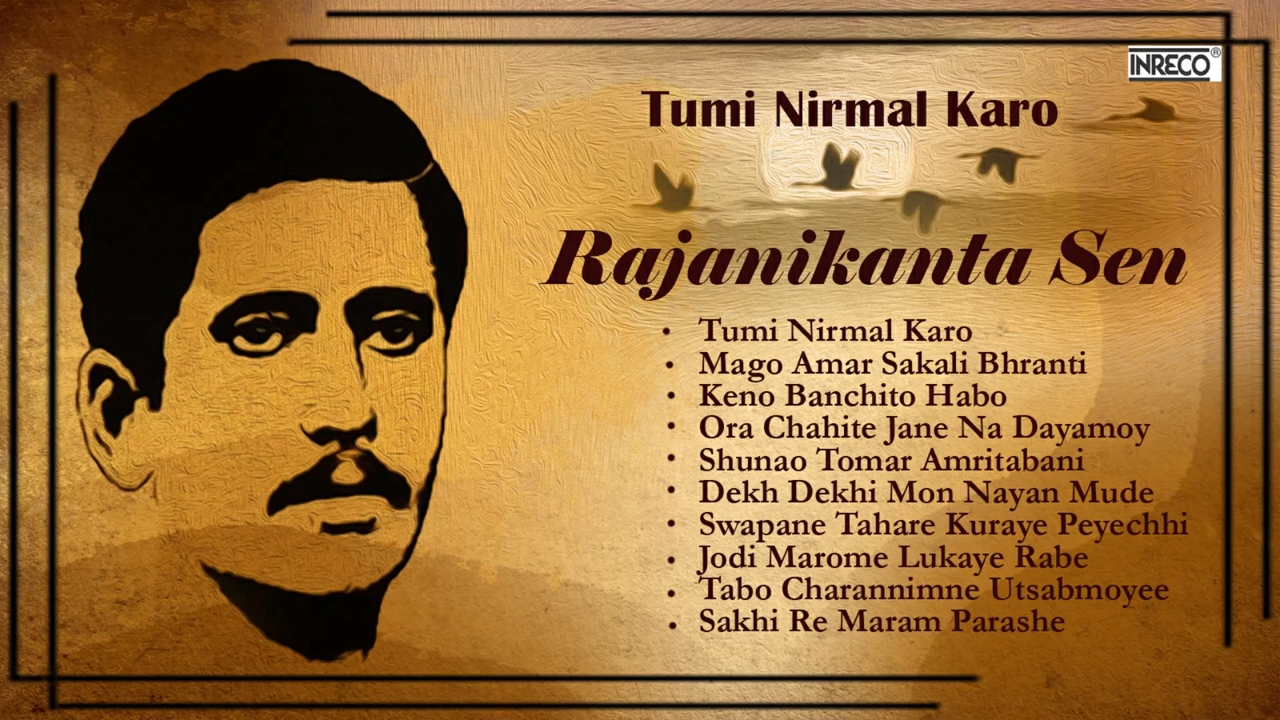 INRECO®
Tumi Nirmal Karo
Rajanikanta Sen
• Tumi Nirmal Karo
• Mago Amar Sakali Bhranti
• Keno Banchito Habo
• Ora Chahite Jane Na Dayamoy
• Shunao Tomar Amritabani
• Dekh Dekhi Mon Nayan Mude
• Swapane Tahare Kuraye Peyechhi
• Jodi Marome Lukaye Rabe
• Tabo Charannimne Utsabmoyee
• Sakhi Re Maram Parashe